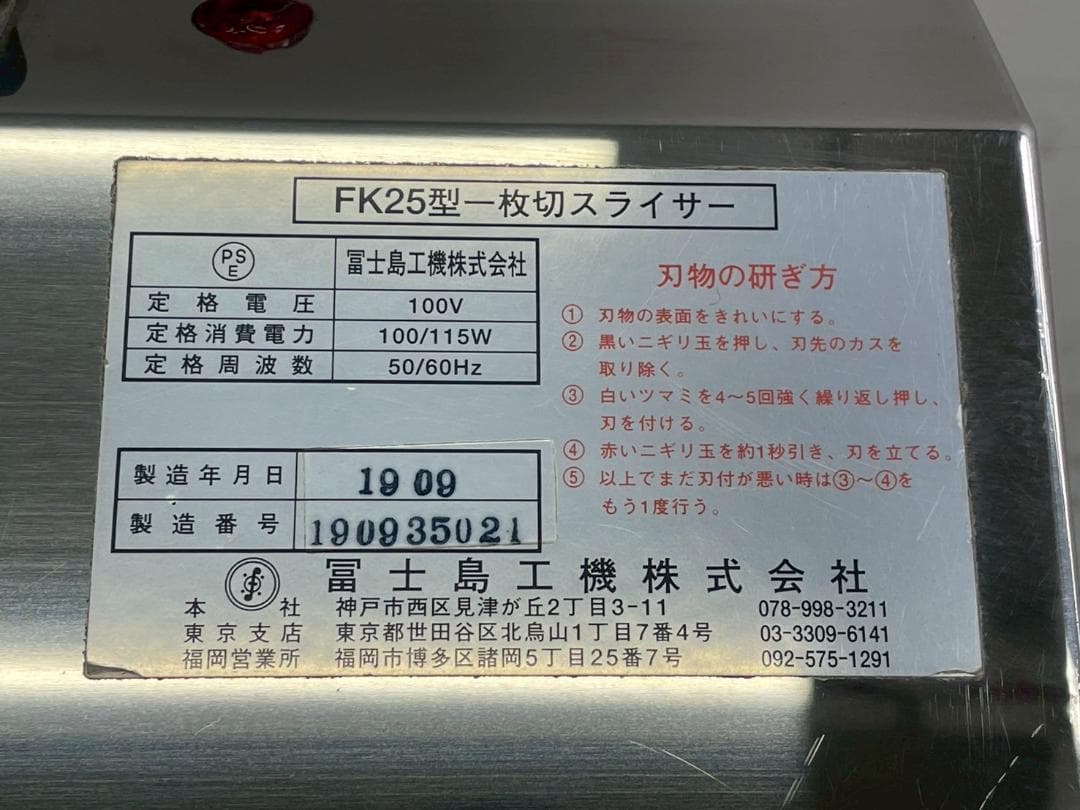 FK25型一枚切スライサー
PS E 冨士島工機株式会社
定格電圧 100V
定格消費電力 100/115W
定格周波数 50/60Hz
製造年月日 19 09
製造番号 190935021
刃物の研ぎ方
① 刃物の表面をきれいにする。
② 黒いニギリ玉を押し、刃先のカスを
取り除く。
③ 白いツマミを4〜5回強く繰り返し押し、
刃を付ける。
④ 赤いニギリ玉を約1秒引き、刃を立てる。
⑤ 以上でまだ刃付が悪い時は③〜④を
もう1度行う。
冨士島工機株式会社
本社 神戸市西区見津が丘2丁目3-11 078-998-3211
東京支店 東京都世田谷区北烏山1丁目7番4号 03-3309-6141
福岡営業所 福岡市博多区諸岡5丁目25番7号 092-575-1291